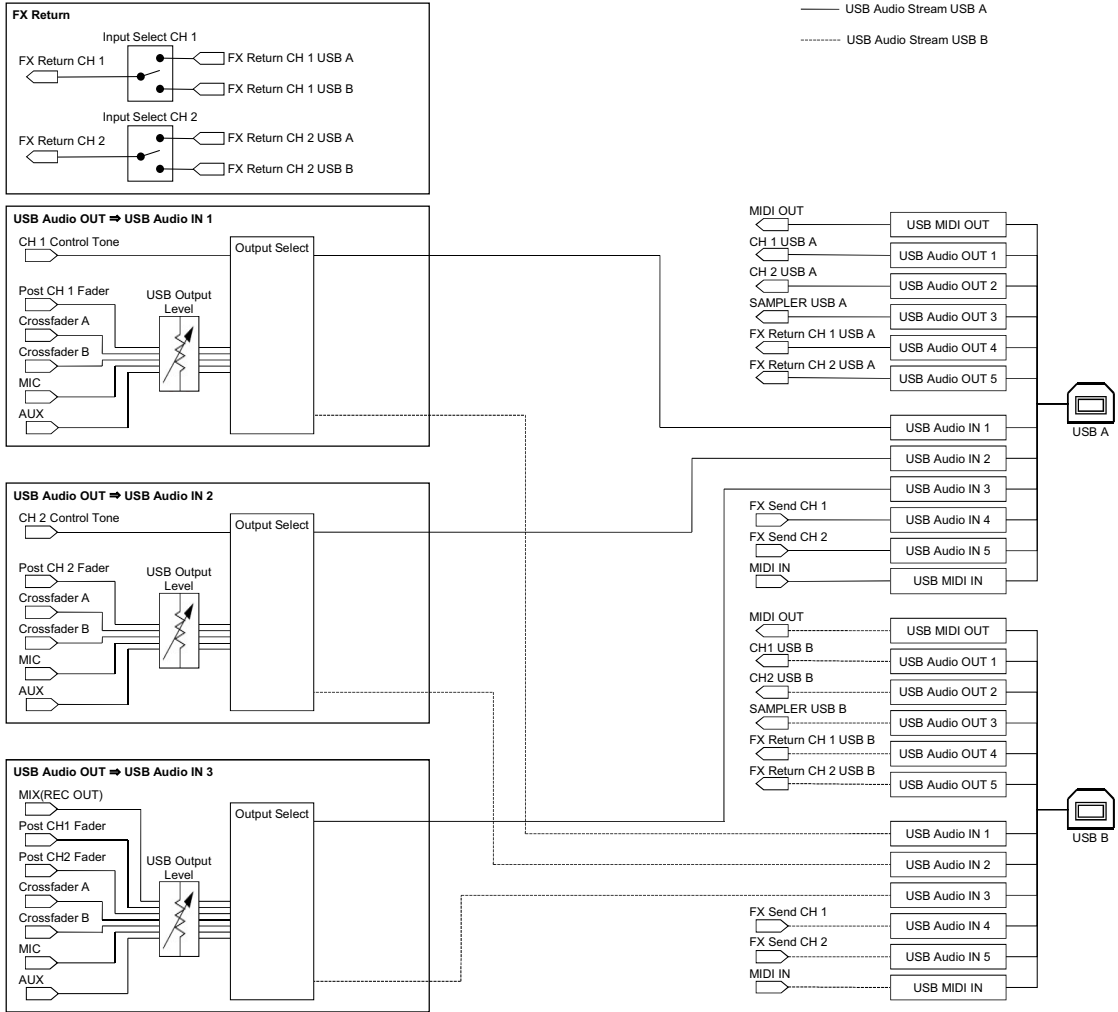 FX Return
Input Select CH 1
FX Return CH 1
FX Return CH 1 USB A
FX Return CH 1 USB B
Input Select CH 2
FX Return CH 2
FX Return CH 2 USB A
FX Return CH 2 USB B
USB Audio Stream USB A
USB Audio Stream USB B
USB Audio OUT ⇒ USB Audio IN 1
CH 1 Control Tone
Output Select
Post CH 1 Fader
USB Output
Level
Crossfader A
Crossfader B
MIC
AUX
USB Audio OUT ⇒ USB Audio IN 2
CH 2 Control Tone
Output Select
Post CH 2 Fader
USB Output
Level
Crossfader A
Crossfader B
MIC
AUX
USB Audio OUT ⇒ USB Audio IN 3
MIX(REC OUT)
Output Select
Post CH1 Fader
Post CH2 Fader
USB Output
Level
Crossfader A
Crossfader B
MIC
AUX
MIDI OUT
USB MIDI OUT
CH 1 USB A
USB Audio OUT 1
CH 2 USB A
USB Audio OUT 2
SAMPLER USB A
USB Audio OUT 3
FX Return CH 1 USB A
USB Audio OUT 4
FX Return CH 2 USB A
USB Audio OUT 5
USB A
USB Audio IN 1
USB Audio IN 2
USB Audio IN 3
FX Send CH 1
USB Audio IN 4
FX Send CH 2
USB Audio IN 5
MIDI IN
USB MIDI IN
MIDI OUT
USB MIDI OUT
CH1 USB B
USB Audio OUT 1
CH2 USB B
USB Audio OUT 2
SAMPLER USB B
USB Audio OUT 3
FX Return CH 1 USB B
USB Audio OUT 4
FX Return CH 2 USB B
USB Audio OUT 5
USB B
USB Audio IN 1
USB Audio IN 2
USB Audio IN 3
FX Send CH 1
USB Audio IN 4
FX Send CH 2
USB Audio IN 5
MIDI IN
USB MIDI IN